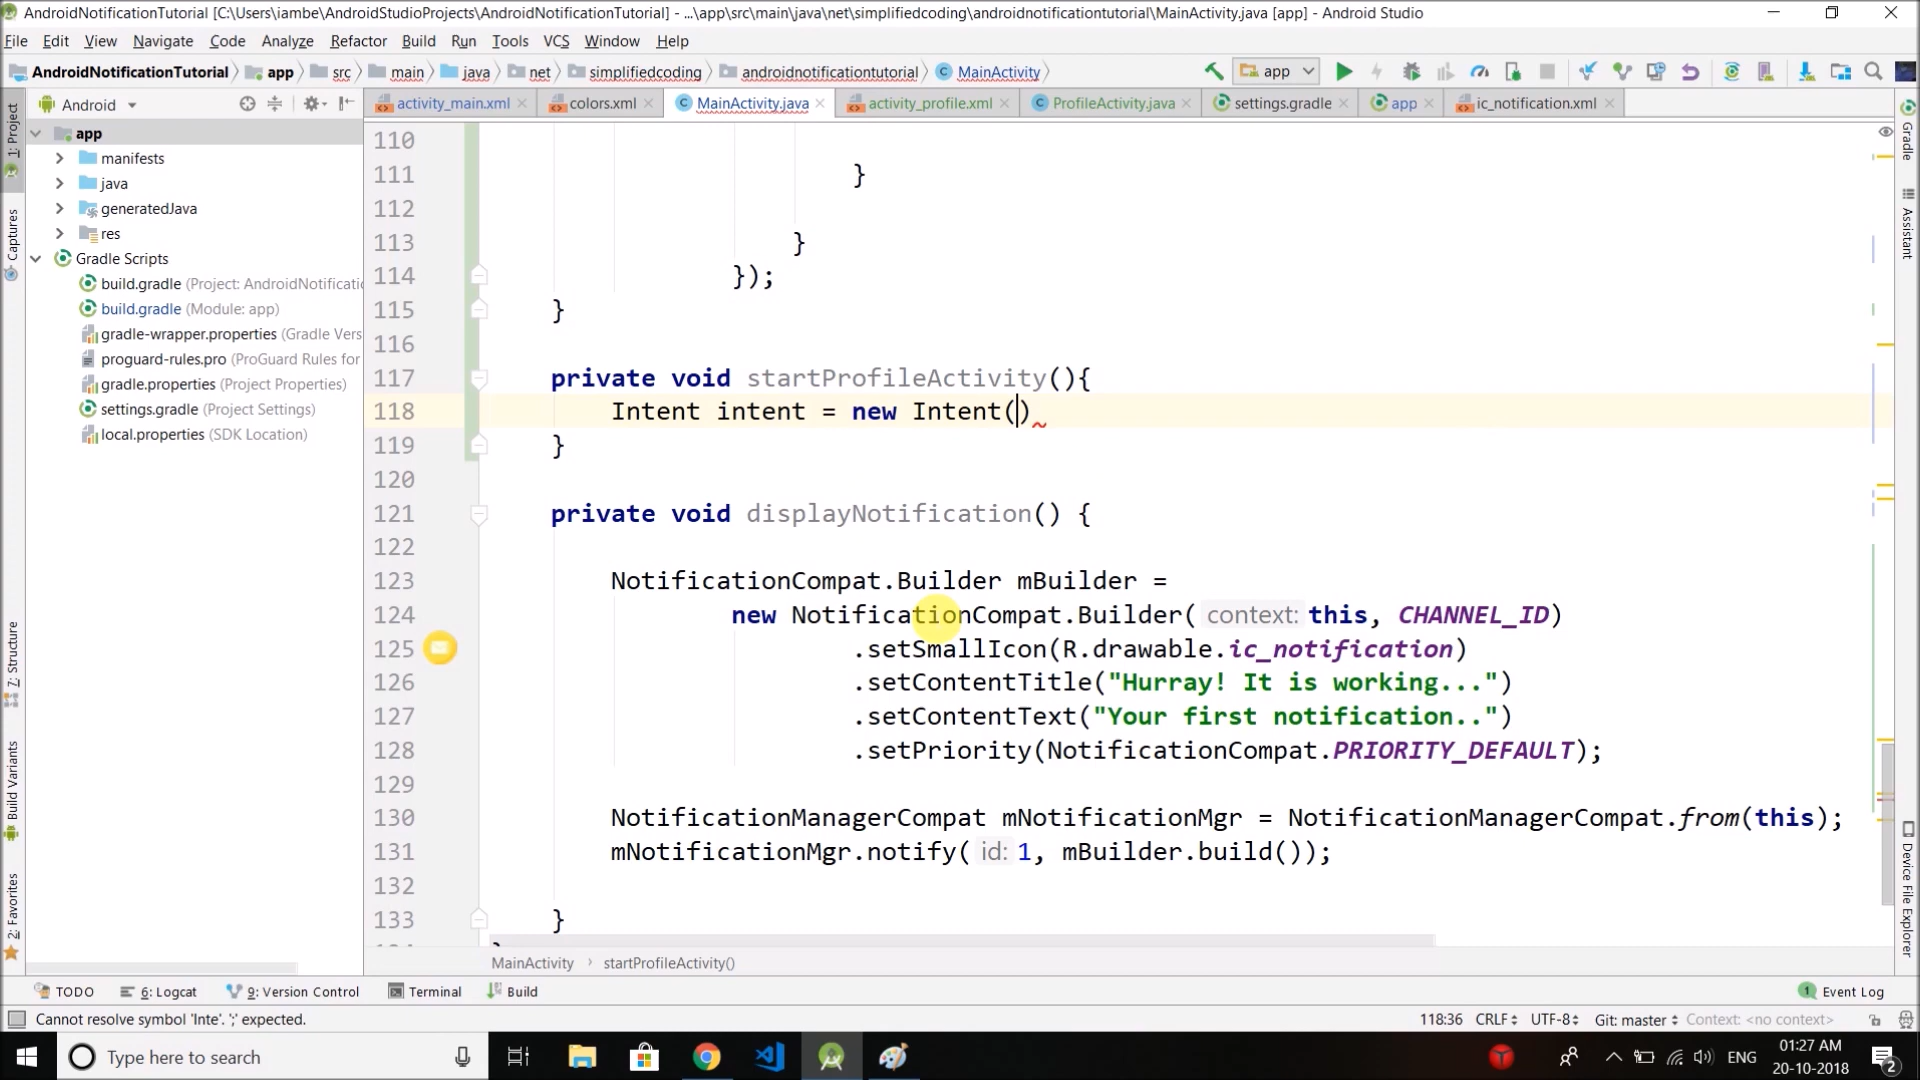 AndroidNotificationTutorial [C:\Users\iambe\AndroidStudioProjects\AndroidNotificationTutorial] - ...\app\src\main\java\net\simplifiedcoding\androidnotificationtutorial\MainActivity.java [app] - Android Studio
File Edit View Navigate Code Analyze Refactor Build Run Tools VCS Window Help
AndroidNotificationTutorial app src main java net simplifiedcoding androidnotificationtutorial MainActivity app
Android activity_main.xml colors.xml MainActivity.java activity_profile.xml ProfileActivity.java settings.gradle app ic_notification.xml
1: Project
Captures
7: Structure
Build Variants
2: Favorites
app
manifests
java
generatedJava
res
Gradle Scripts
build.gradle (Project: AndroidNotificati
build.gradle (Module: app)
gradle-wrapper.properties (Gradle Vers
proguard-rules.pro (ProGuard Rules for
gradle.properties (Project Properties)
settings.gradle (Project Settings)
local.properties (SDK Location)
110
111 }
112
113 }
114 });
115 }
116
117 private void startProfileActivity(){
118 Intent intent = new Intent()
119 }
120
121 private void displayNotification() {
122
123 NotificationCompat.Builder mBuilder =
124 new NotificationCompat.Builder( context: this, CHANNEL_ID)
125 .setSmallIcon(R.drawable.ic_notification)
126 .setContentTitle("Hurray! It is working...")
127 .setContentText("Your first notification..")
128 .setPriority(NotificationCompat.PRIORITY_DEFAULT);
129
130 NotificationManagerCompat mNotificationMgr = NotificationManagerCompat.from(this);
131 mNotificationMgr.notify( id: 1, mBuilder.build());
132
133 }
Gradle
Assistant
Device File Explorer
MainActivity › startProfileActivity()
TODO 6: Logcat 9: Version Control Terminal Build 1 Event Log
Cannot resolve symbol 'Inte'. ';' expected. 118:36 CRLF UTF-8 Git: master Context: <no context>
Type here to search ENG 01:27 AM 2
20-10-2018